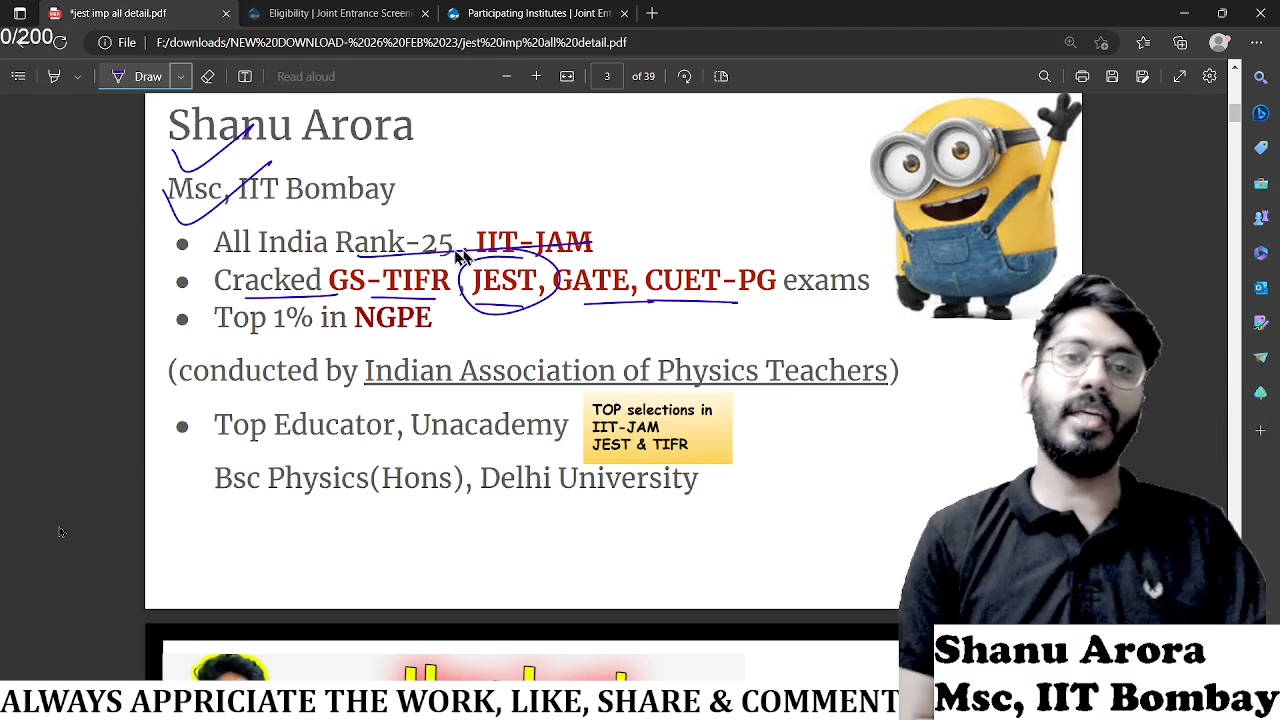 *jest imp all detail.pdf
Eligibility | Joint Entrance Screeni
Participating Institutes | Joint Ent
0/200
File
F:/downloads/NEW%20DOWNLOAD-%2026%20FEB%2023/jest%20imp%20all%20detail.pdf
Draw
Read aloud
3
of 39
Shanu Arora
Msc, IIT Bombay
• All India Rank-25, IIT-JAM
• Cracked GS-TIFR , JEST, GATE, CUET-PG exams
• Top 1% in NGPE
(conducted by Indian Association of Physics Teachers)
• Top Educator, Unacademy
TOP selections in
IIT-JAM
JEST & TIFR
Bsc Physics(Hons), Delhi University
Shanu Arora
Msc, IIT Bombay
ALWAYS APPRICIATE THE WORK, LIKE, SHARE & COMMENT